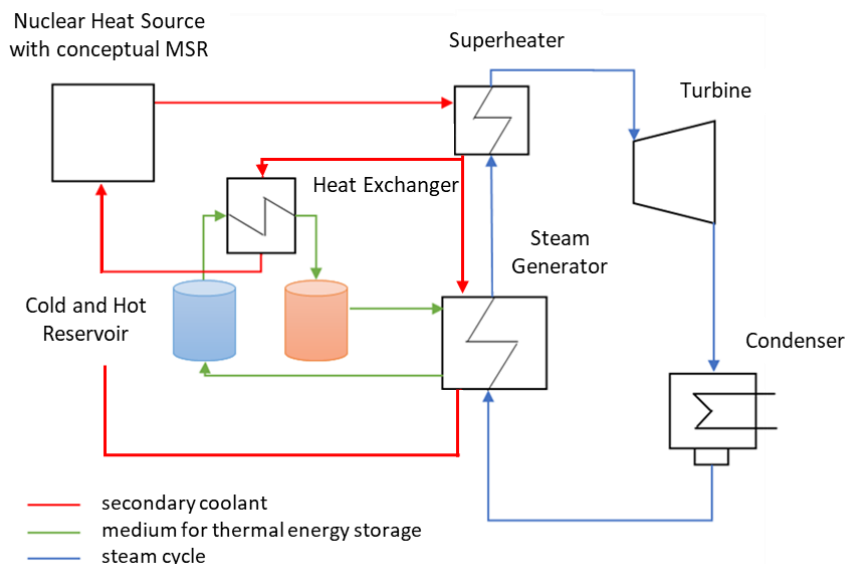 Nuclear Heat Source
with conceptual MSR
Superheater
Turbine
Heat Exchanger
Steam
Generator
Cold and Hot
Reservoir
Condenser
secondary coolant
medium for thermal energy storage
steam cycle